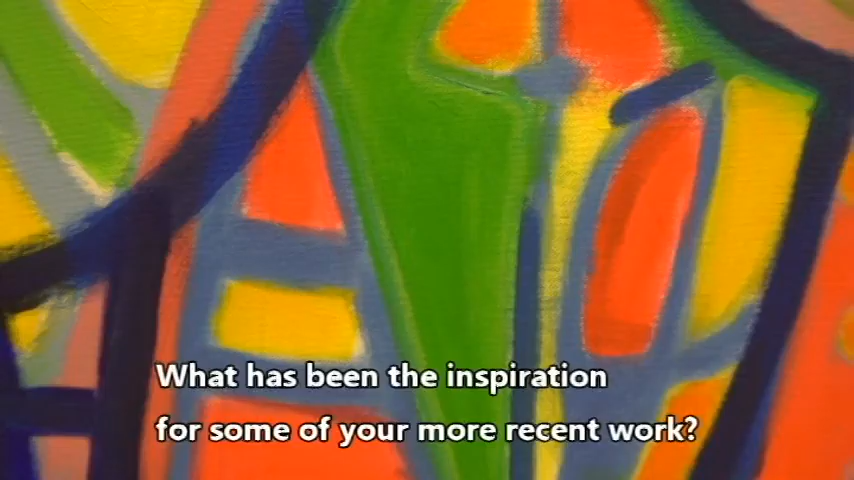 What has been the inspiration
for some of your more recent work?